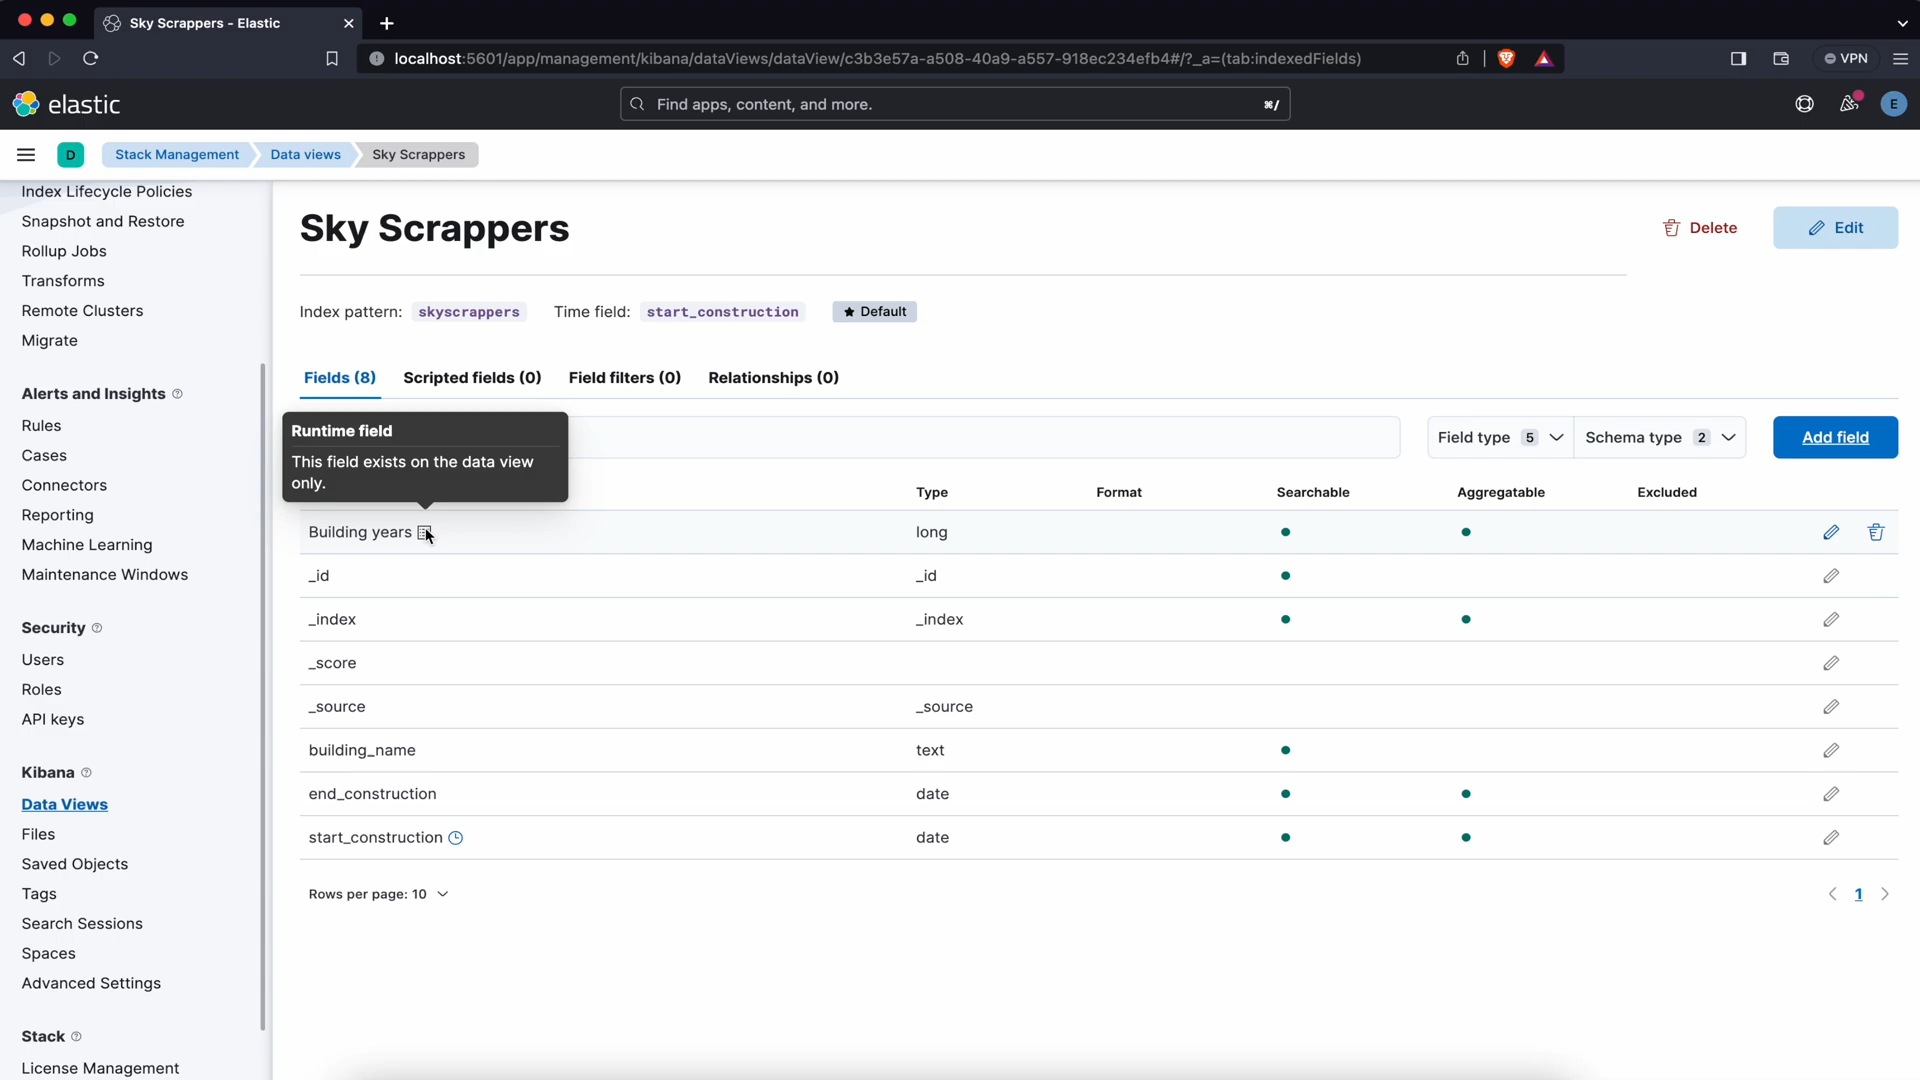 Sky Scrappers - Elastic
localhost:5601/app/management/kibana/dataViews/dataView/c3b3e57a-a508-40a9-a557-918ec234efb4#/?_a=(tab:indexedFields)
VPN
elastic
Find apps, content, and more.
⌘/
E
D
Stack Management
Data views
Sky Scrappers
Index Lifecycle Policies
Snapshot and Restore
Rollup Jobs
Transforms
Remote Clusters
Migrate
Alerts and Insights
Rules
Cases
Connectors
Reporting
Machine Learning
Maintenance Windows
Security
Users
Roles
API keys
Kibana
Data Views
Files
Saved Objects
Tags
Search Sessions
Spaces
Advanced Settings
Stack
License Management
Sky Scrappers
Delete
Edit
Index pattern: skyscrappers Time field: start_construction Default
Fields (8) Scripted fields (0) Field filters (0) Relationships (0)
Runtime field
This field exists on the data view
only.
Field type 5
Schema type 2
Add field
Type Format Searchable Aggregatable Excluded
Building years long
_id _id
_index _index
_score
_source _source
building_name text
end_construction date
start_construction date
Rows per page: 10
1